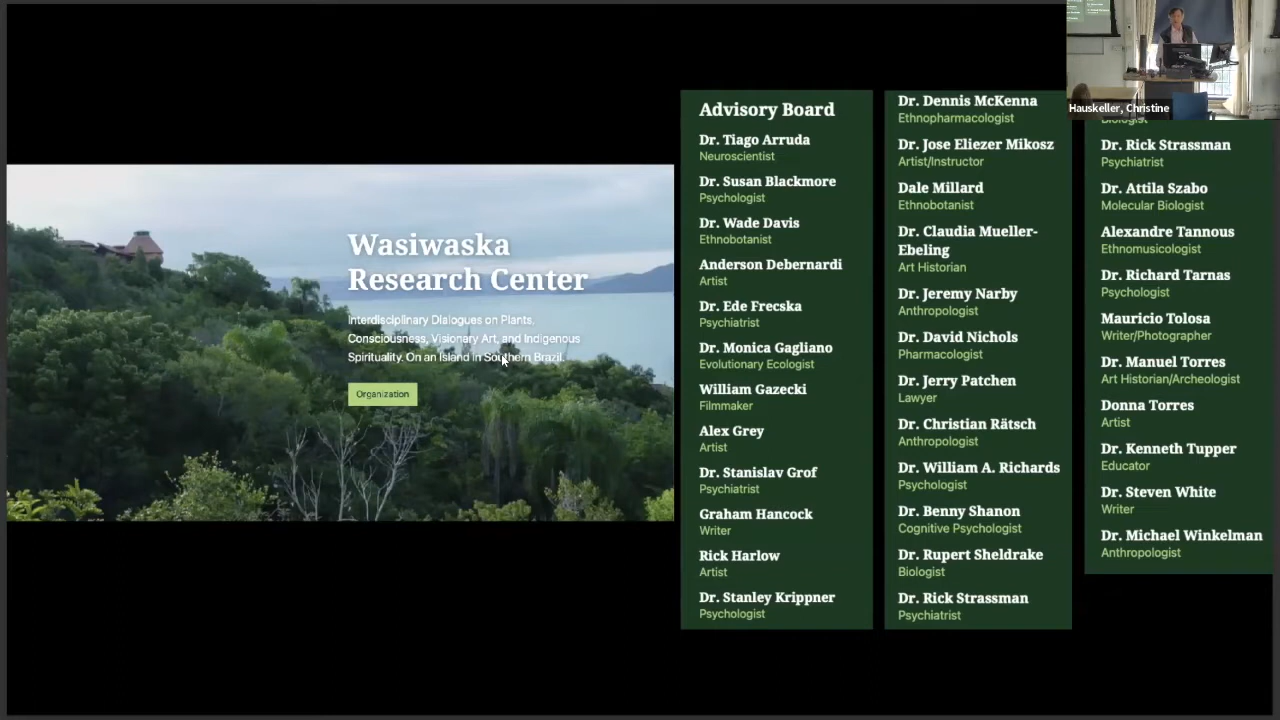 Wasiwaska
Research Center
Interdisciplinary Dialogues on Plants,
Consciousness, Visionary Art, and Indigenous
Spirituality. On an Island in Southern Brazil.
Organization
Advisory Board
Dr. Tiago Arruda
Neuroscientist
Dr. Susan Blackmore
Psychologist
Dr. Wade Davis
Ethnobotanist
Anderson Debernardi
Artist
Dr. Ede Frecska
Psychiatrist
Dr. Monica Gagliano
Evolutionary Ecologist
William Gazecki
Filmmaker
Alex Grey
Artist
Dr. Stanislav Grof
Psychiatrist
Graham Hancock
Writer
Rick Harlow
Artist
Dr. Stanley Krippner
Psychologist
Dr. Dennis McKenna
Ethnopharmacologist
Dr. Jose Eliezer Mikosz
Artist/Instructor
Dale Millard
Ethnobotanist
Dr. Claudia Mueller-
Ebeling
Art Historian
Dr. Jeremy Narby
Anthropologist
Dr. David Nichols
Pharmacologist
Dr. Jerry Patchen
Lawyer
Dr. Christian Rätsch
Anthropologist
Dr. William A. Richards
Psychologist
Dr. Benny Shanon
Cognitive Psychologist
Dr. Rupert Sheldrake
Biologist
Dr. Rick Strassman
Psychiatrist
Hauskeller, Christine
Biologist
Dr. Rick Strassman
Psychiatrist
Dr. Attila Szabo
Molecular Biologist
Alexandre Tannous
Ethnomusicologist
Dr. Richard Tarnas
Psychologist
Mauricio Tolosa
Writer/Photographer
Dr. Manuel Torres
Art Historian/Archeologist
Donna Torres
Artist
Dr. Kenneth Tupper
Educator
Dr. Steven White
Writer
Dr. Michael Winkelman
Anthropologist